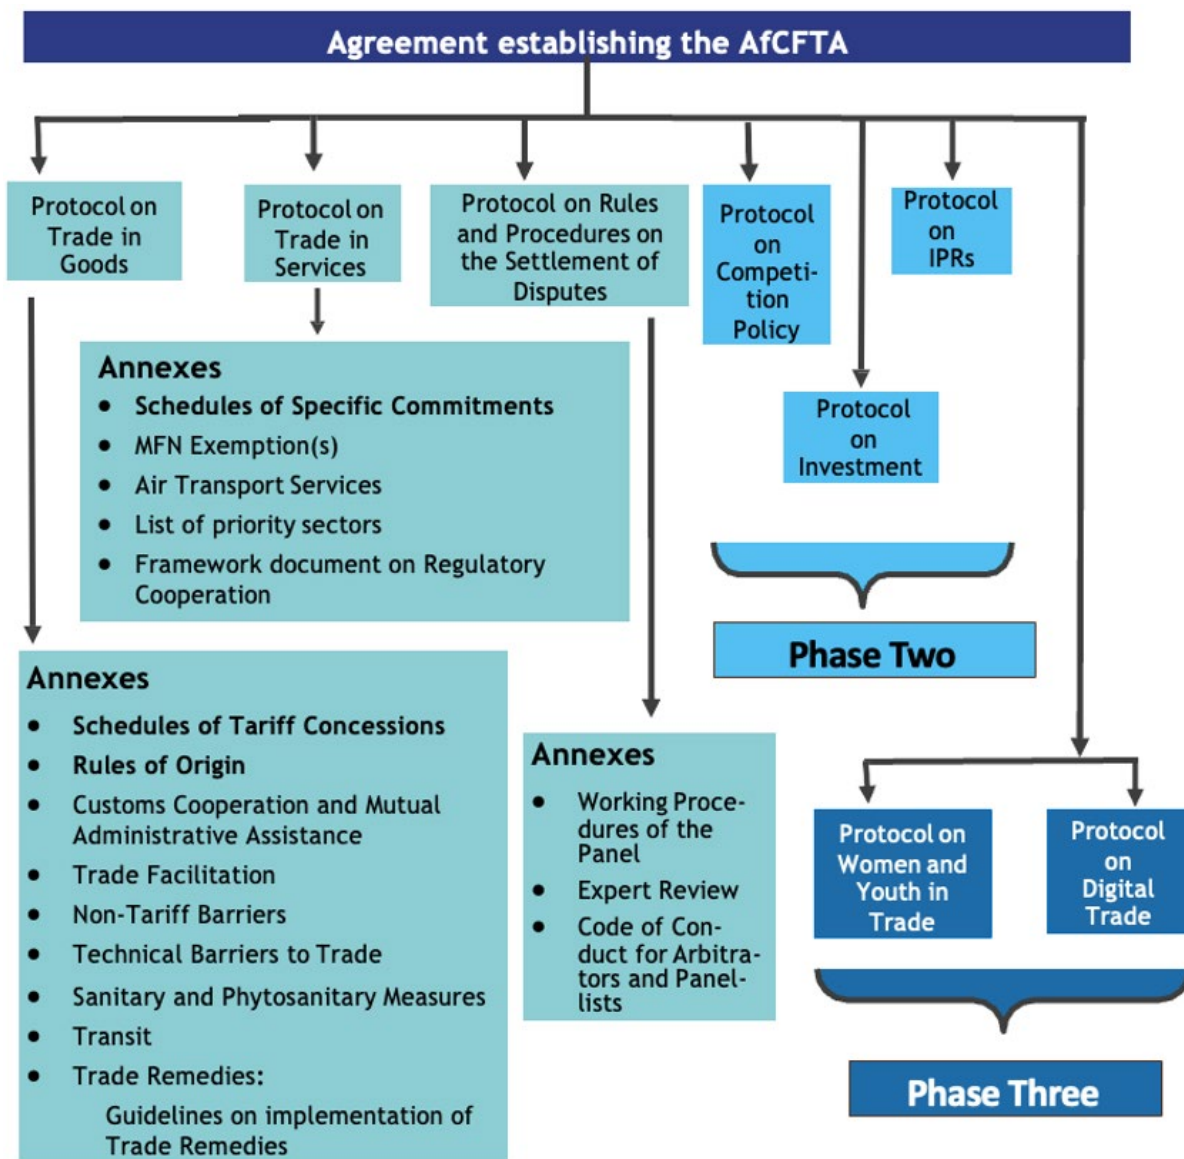 Agreement establishing the AfCFTA
Protocol on
Trade in
Goods
Protocol on
Trade in
Services
Protocol on Rules
and Procedures on
the Settlement of
Disputes
Protocol
on
Competi-
tion
Policy
Protocol
on
IPRs
Protocol
on
Investment
Annexes
• Schedules of Specific Commitments
• MFN Exemption(s)
• Air Transport Services
• List of priority sectors
• Framework document on Regulatory
Cooperation
Phase Two
Annexes
• Schedules of Tariff Concessions
• Rules of Origin
• Customs Cooperation and Mutual
Administrative Assistance
• Trade Facilitation
• Non-Tariff Barriers
• Technical Barriers to Trade
• Sanitary and Phytosanitary Measures
• Transit
• Trade Remedies:
Guidelines on implementation of
Trade Remedies
Annexes
• Working Proce-
dures of the
Panel
• Expert Review
• Code of Con-
duct for Arbitra-
tors and Panel-
lists
Protocol on
Women and
Youth in
Trade
Protocol
on
Digital
Trade
Phase Three